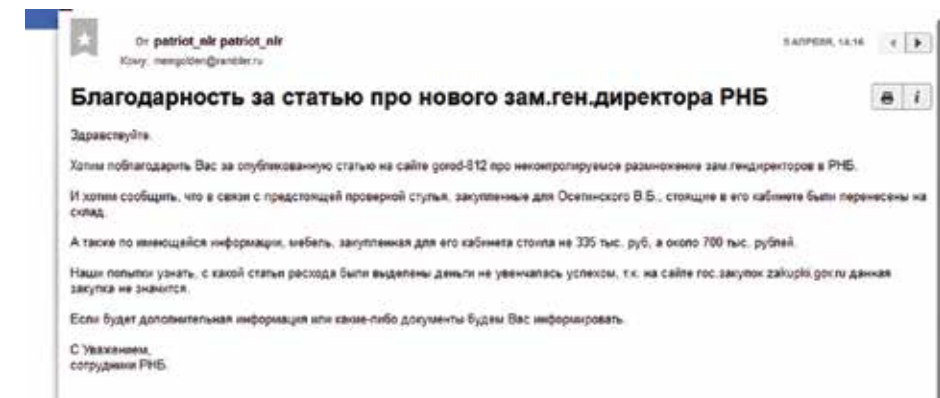 От patriot_nlr patriot_nlr
5 АПРЕЛЯ, 14:16
Кому:
Благодарность за статью про нового зам.ген.директора РНБ
Здравствуйте.
Хотим поблагодарить Вас за опубликованную статью на сайте gorod-812 про неконтролируемое размножение зам.гендиректоров в РНБ.
И хотим сообщить, что в связи с предстоящей проверкой стулья, закупленные для Осетинского В.Б., стоящие в его кабинете были перенесены на
склад.
А также по имеющейся информации, мебель, закупленная для его кабинета стоила не 335 тыс. руб, а около 700 тыс. рублей.
Наши попытки узнать, с какой статьи расхода были выделены деньги не увенчалась успехом, т.к. на сайте гос.закупок zakupki.gov.ru данная
закупка не значится.
Если будет дополнительная информация или какие-либо документы будем Вас информировать.
С Уважением,
сотрудники РНБ.